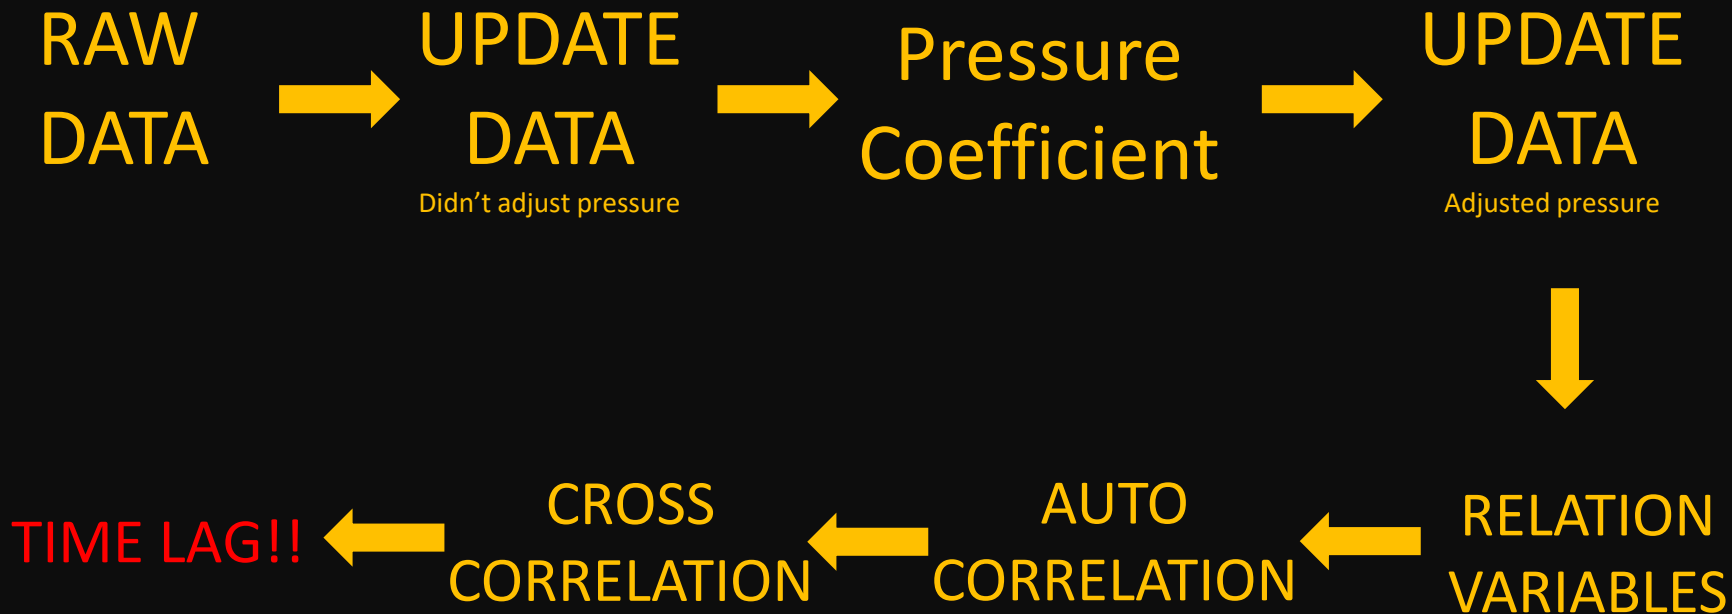 RAW
DATA
UPDATE
DATA
Didn't adjust pressure
Pressure
Coefficient
UPDATE
DATA
Adjusted pressure
RELATION
VARIABLES
AUTO
CORRELATION
CROSS
CORRELATION
TIME LAG!!